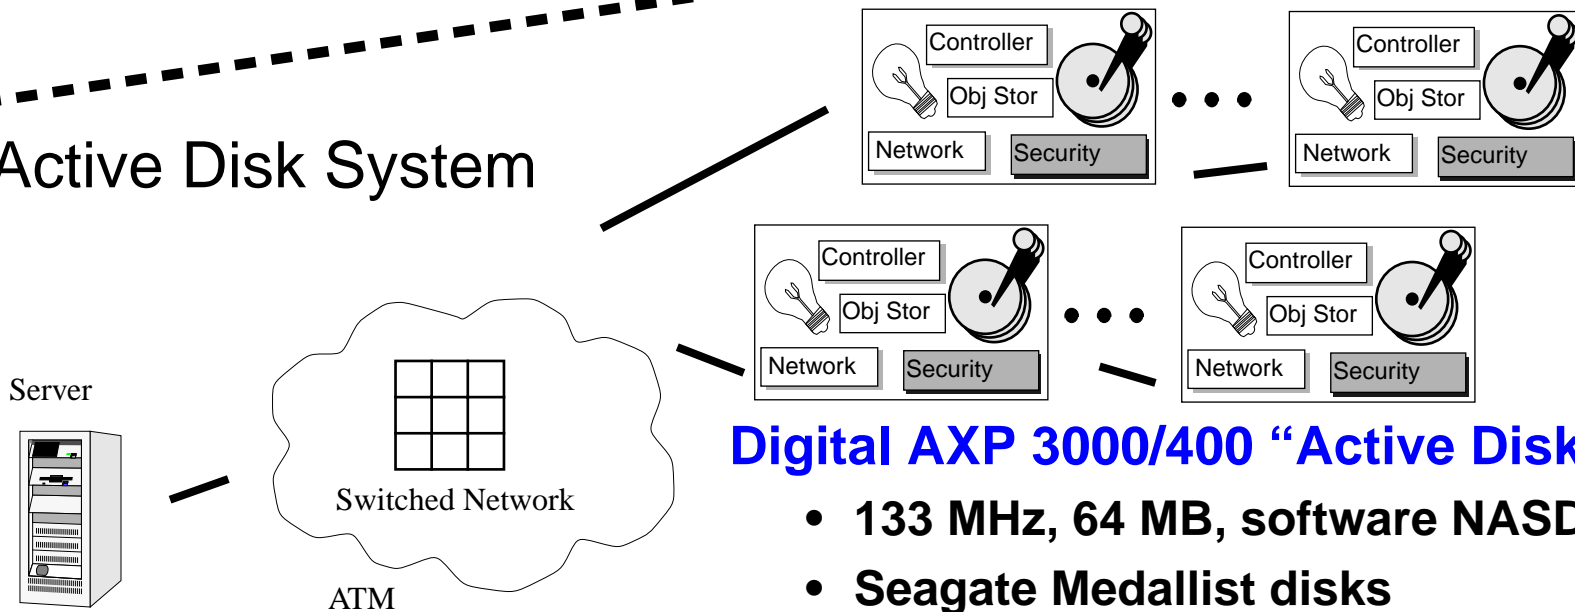 Controller
Obj Stor
Network Security
Controller
Obj Stor
Network Security
Active Disk System
Controller
Obj Stor
Network Security
Controller
Obj Stor
Network Security
Server
Switched Network
ATM
Digital AXP 3000/400 “Active Disk
• 133 MHz, 64 MB, software NASD
• Seagate Medallist disks